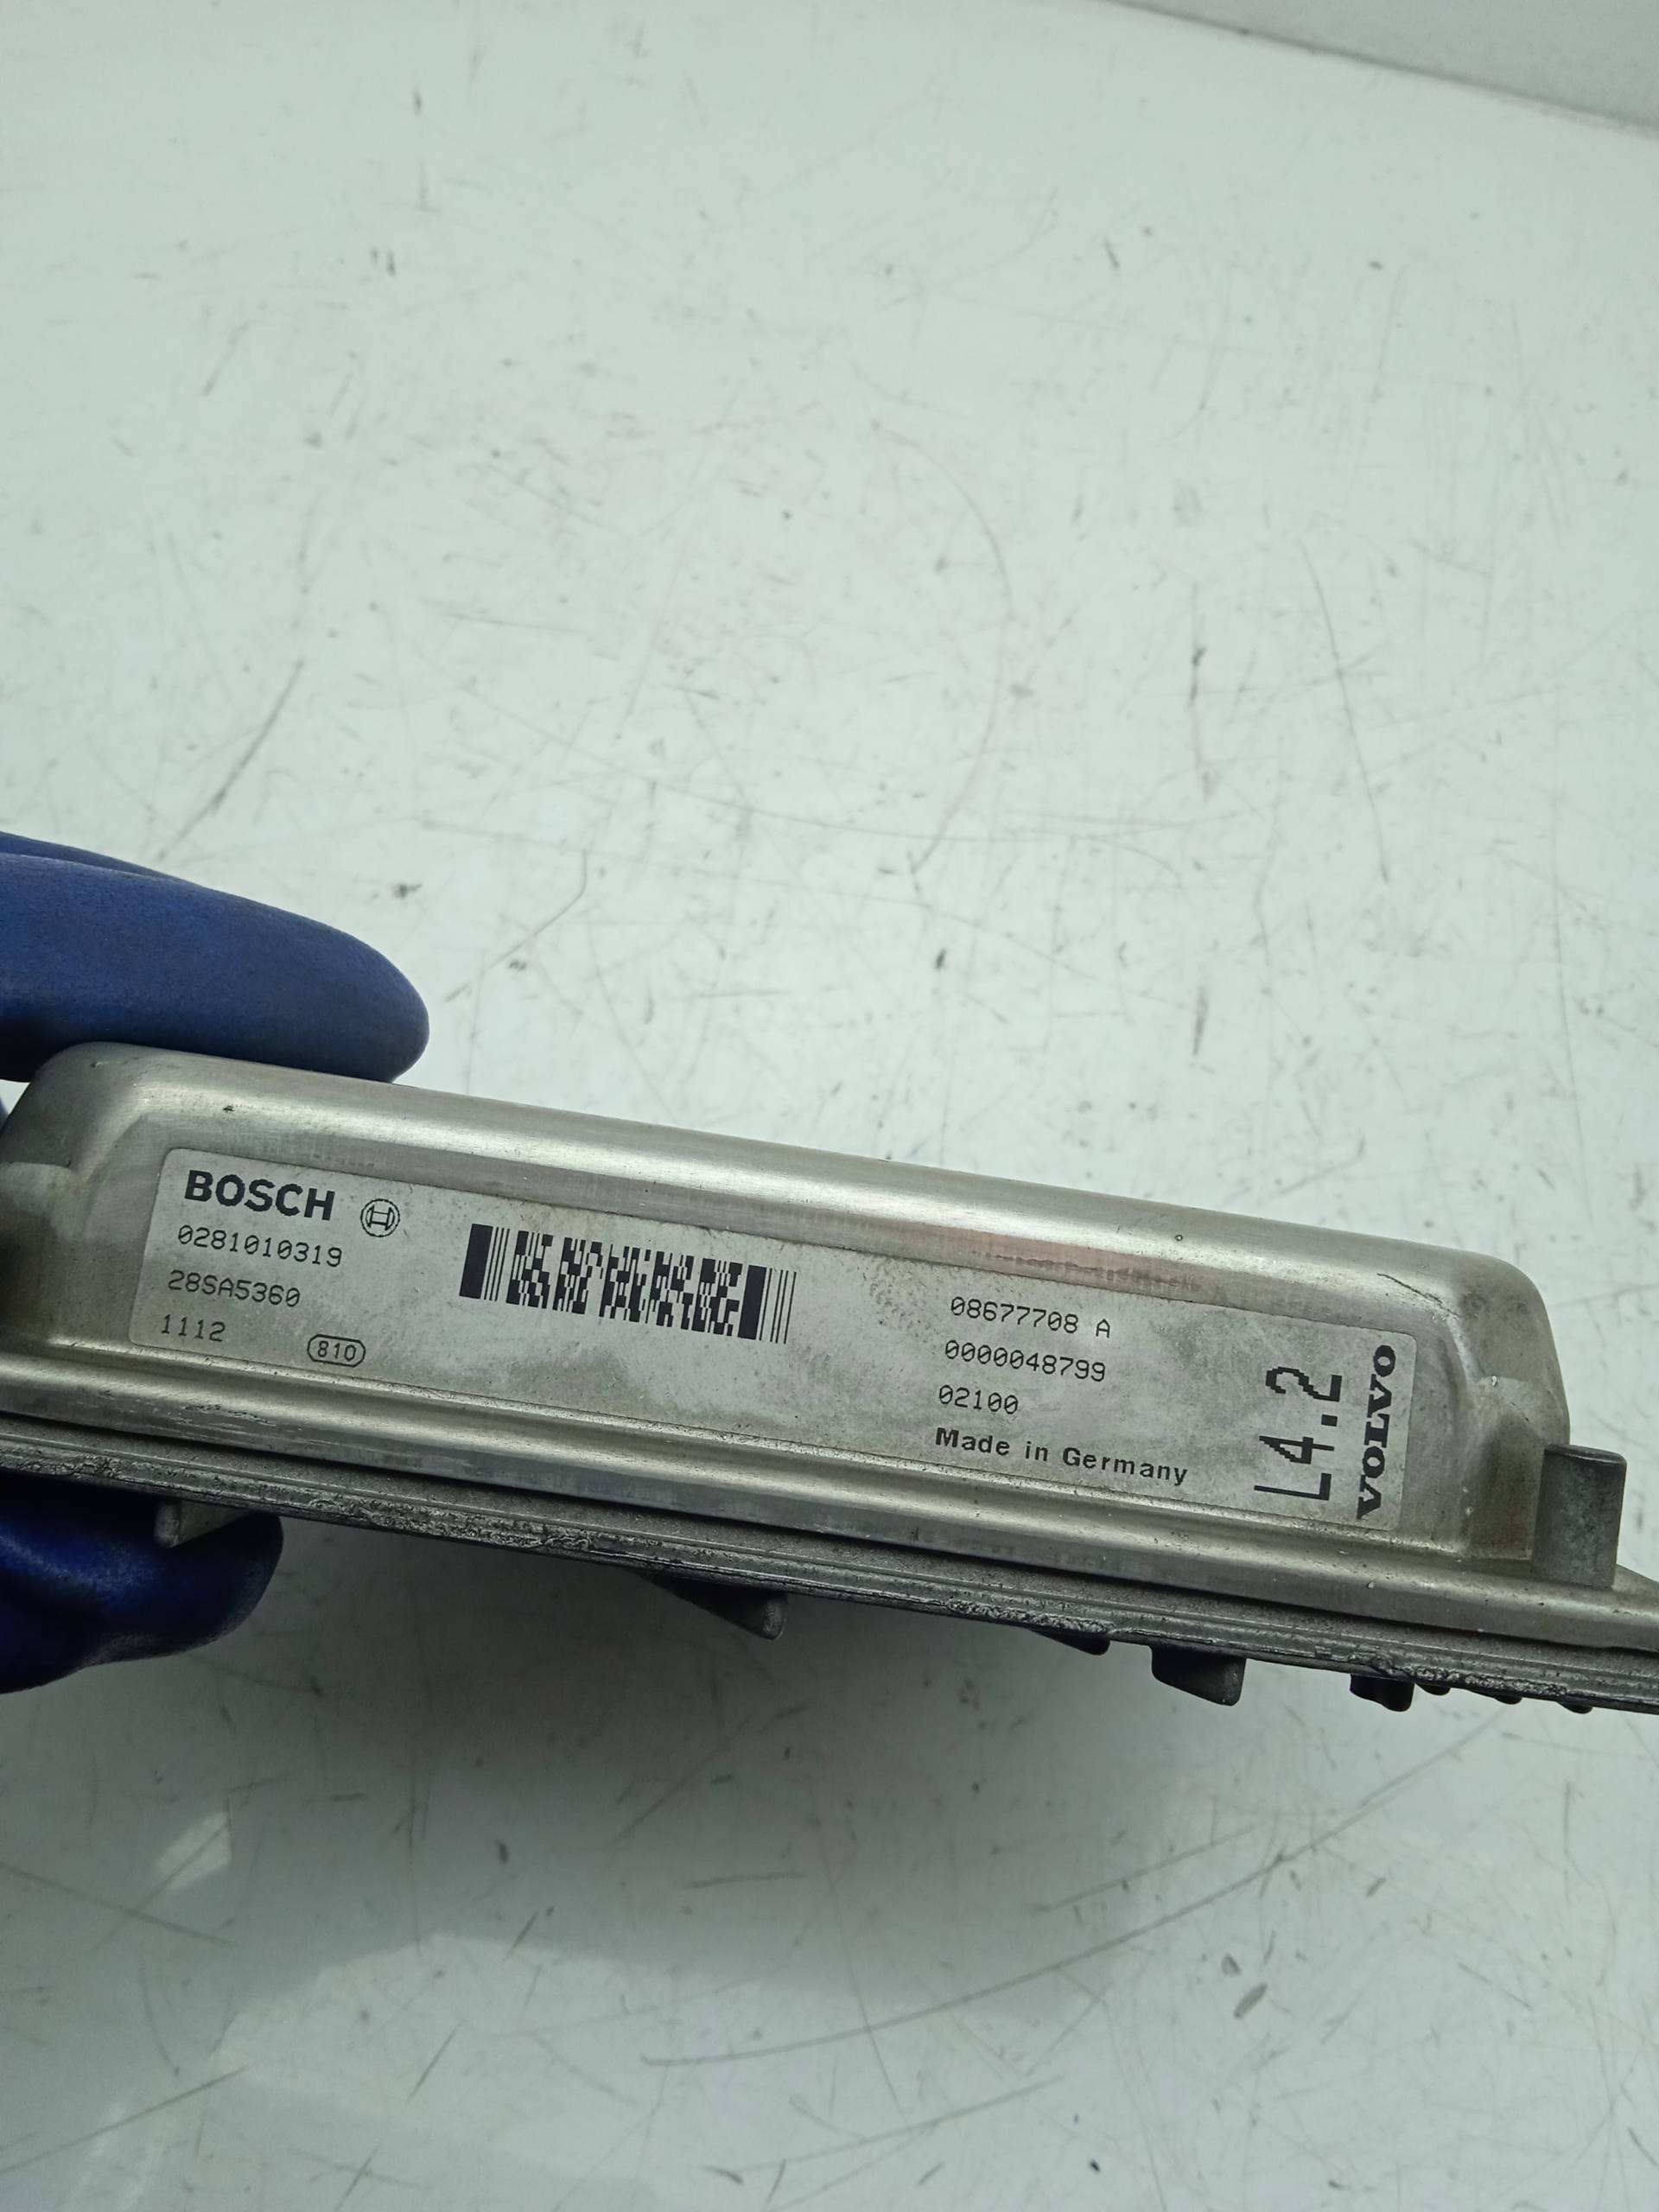 BOSCH
0281010319
28SA5360
1112
810
08677708 A
0000048799
02100
Made in Germany
L4.2
VOLVO